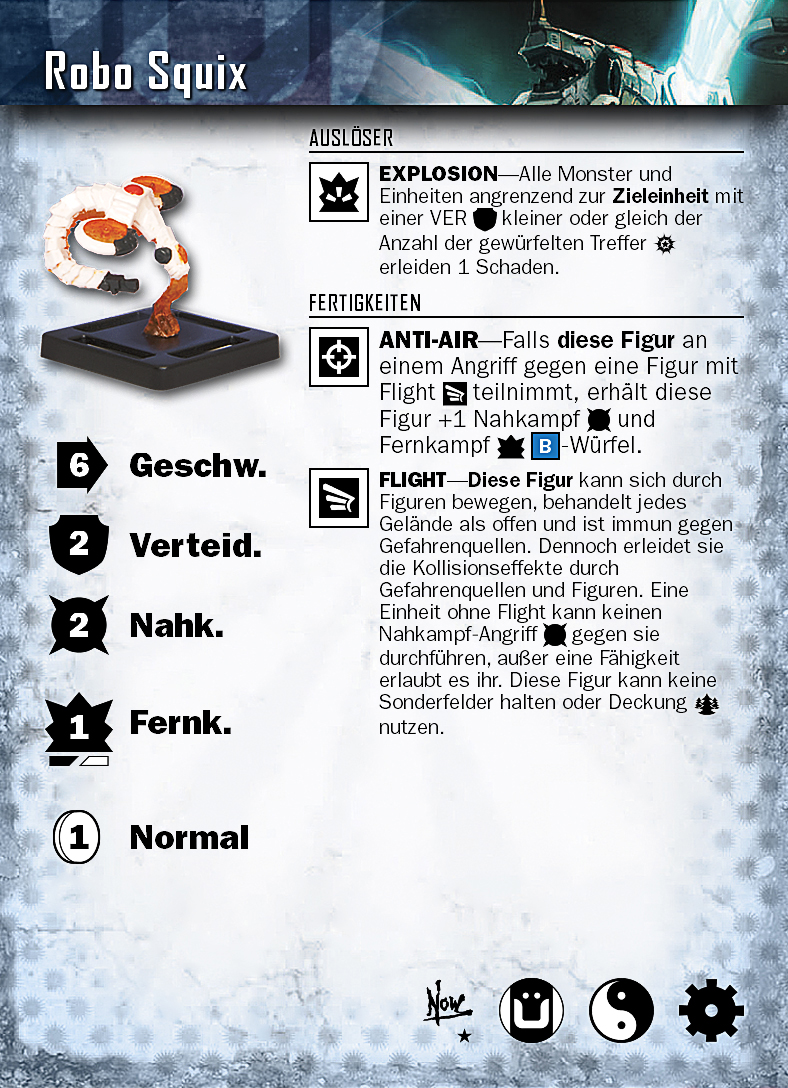 Robo Squix
AUSLÖSER
EXPLOSION—Alle Monster und
Einheiten angrenzend zur Zieleinheit mit
einer VER kleiner oder gleich der
Anzahl der gewürfelten Treffer
erleiden 1 Schaden.
FERTIGKEITEN
ANTI-AIR—Falls diese Figur an
einem Angriff gegen eine Figur mit
Flight teilnimmt, erhält diese
Figur +1 Nahkampf und
Fernkampf B-Würfel.
FLIGHT—Diese Figur kann sich durch
Figuren bewegen, behandelt jedes
Gelände als offen und ist immun gegen
Gefahrenquellen. Dennoch erleidet sie
die Kollisionseffekte durch
Gefahrenquellen und Figuren. Eine
Einheit ohne Flight kann keinen
Nahkampf-Angriff gegen sie
durchführen, außer eine Fähigkeit
erlaubt es ihr. Diese Figur kann keine
Sonderfelder halten oder Deckung
nutzen.
6 Geschw.
2 Verteid.
2 Nahk.
1 Fernk.
1 Normal
Now